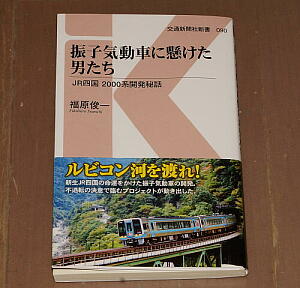 交通新聞社新書 090
振子気動車に懸けた
男たち
JR四国 2000系開発秘話
福原俊一
Fukuhara Syunichi
ルビコン河を渡れ!
新生JR四国の命運をかけた振子気動車の開発。
不退転の決意で臨むプロジェクトが動き出した。